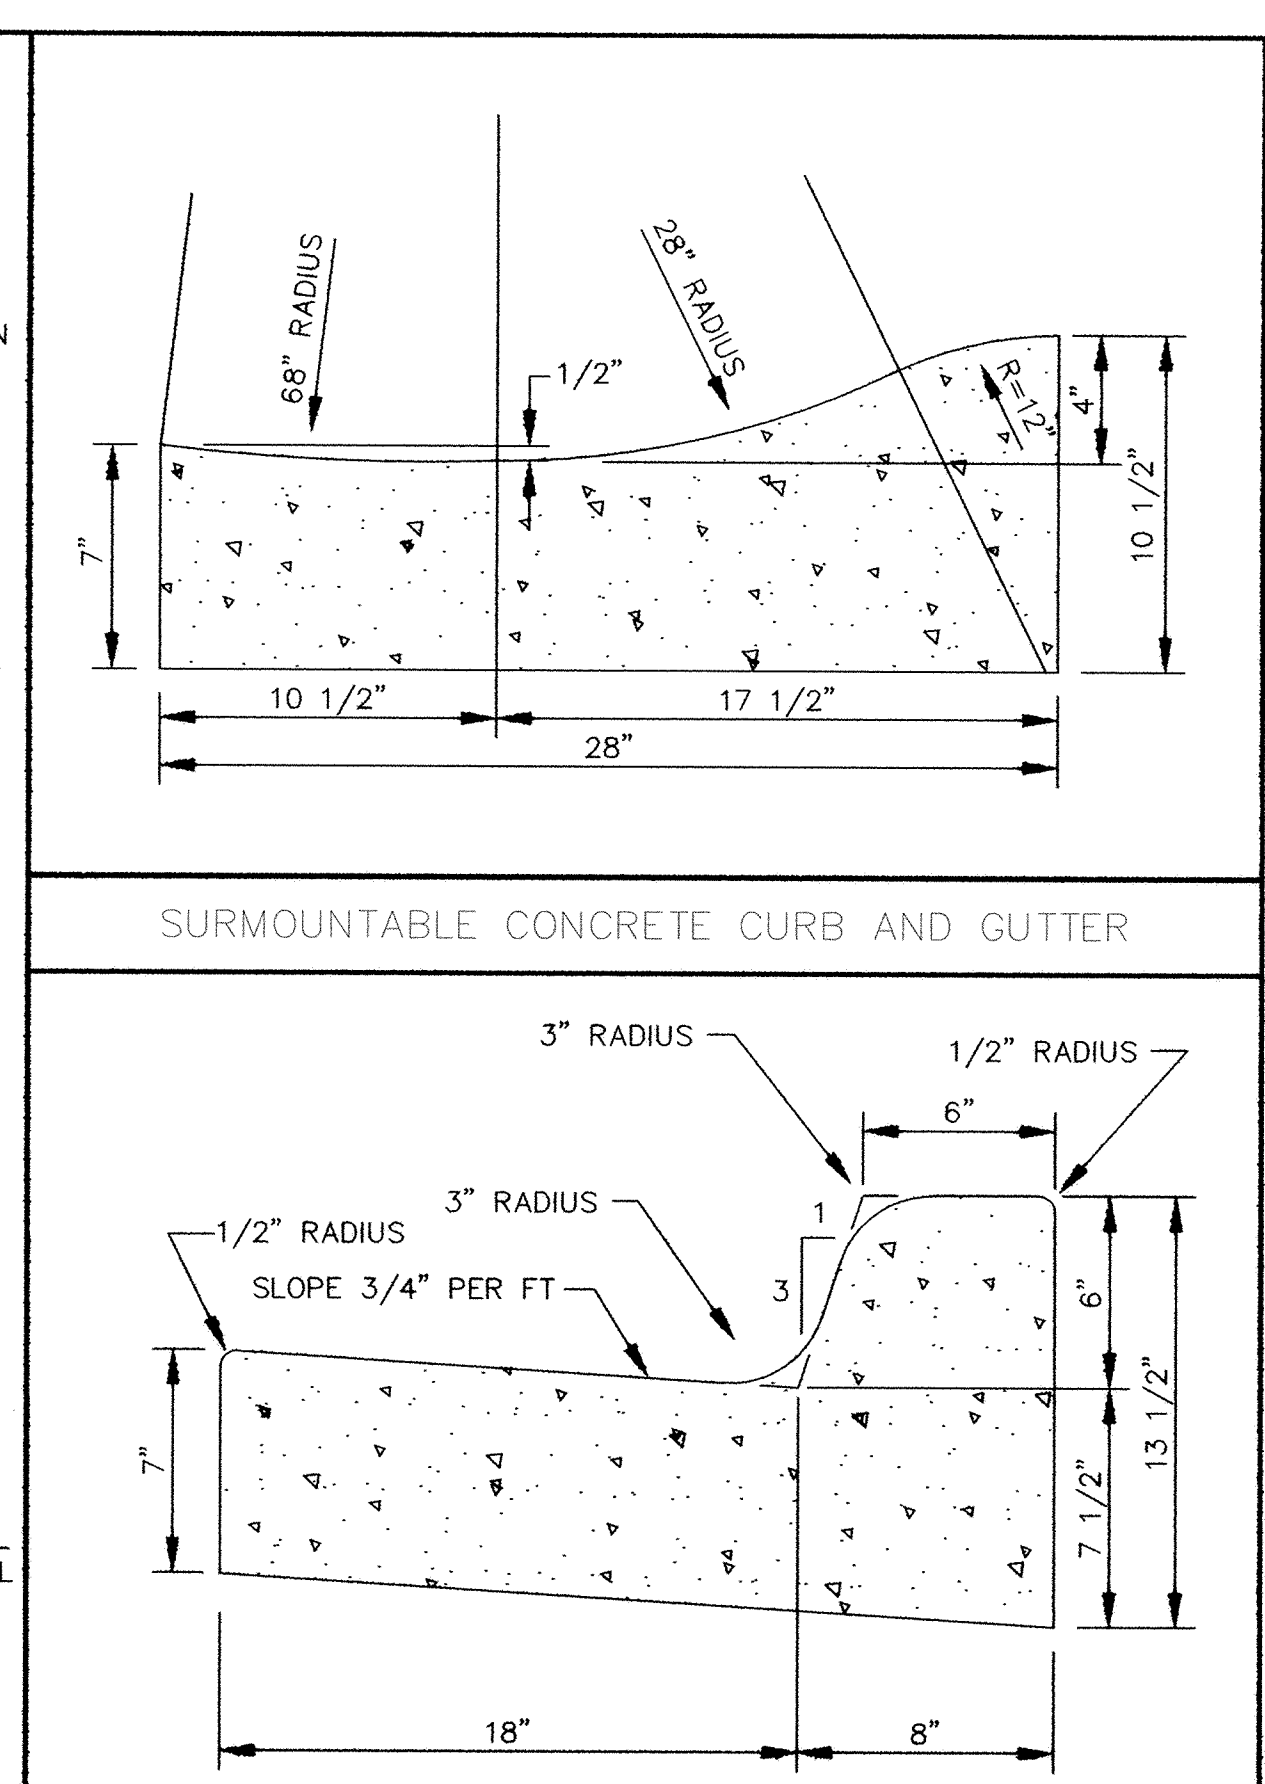 68" RADIUS
28" RADIUS
1/2"
R=12"
4"
7"
10 1/2"
10 1/2"
17 1/2"
28"
SURMOUNTABLE CONCRETE CURB AND GUTTER
3" RADIUS
1/2" RADIUS
6"
3" RADIUS
1
1/2" RADIUS
SLOPE 3/4" PER FT
3
6"
7"
13 1/2"
7 1/2"
18"
8"